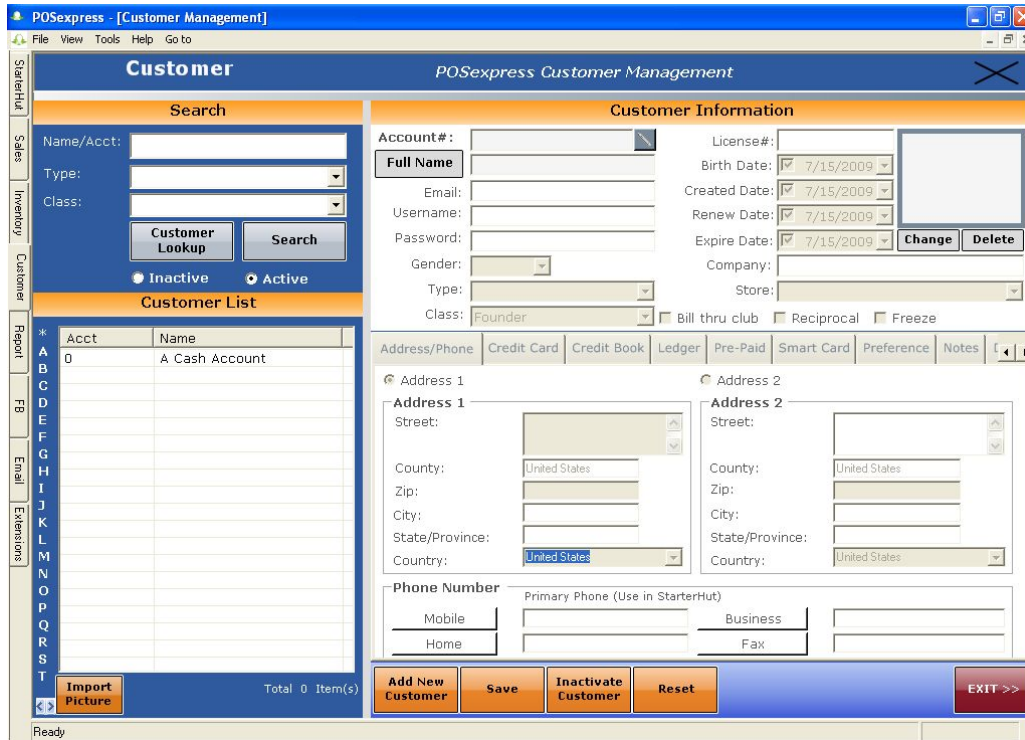 POSexpress - [Customer Management]
File View Tools Help Go to
StarterHut
Sales
Inventory
Customer
Report
FB
Email
Extensions
Customer
POSexpress Customer Management
Search
Name/Acct:
Type:
Class:
Customer Lookup
Search
Inactive
Active
Customer List
*
A
B
C
D
E
F
G
H
I
J
K
L
M
N
O
P
Q
R
S
T
Acct Name
0 A Cash Account
Import Picture
Total 0 Item(s)
Customer Information
Account#:
Full Name
Email:
Username:
Password:
Gender:
Type:
Class: Founder
License#:
Birth Date: 7/15/2009
Created Date: 7/15/2009
Renew Date: 7/15/2009
Expire Date: 7/15/2009
Change Delete
Company:
Store:
Bill thru club Reciprocal Freeze
Address/Phone Credit Card Credit Book Ledger Pre-Paid Smart Card Preference Notes
Address 1
Address 1
Street:
County: United States
Zip:
City:
State/Province:
Country: United States
Address 2
Address 2
Street:
County: United States
Zip:
City:
State/Province:
Country: United States
Phone Number
Primary Phone (Use in StarterHut)
Mobile Business
Home Fax
Add New Customer
Save
Inactivate Customer
Reset
EXIT >>
Ready